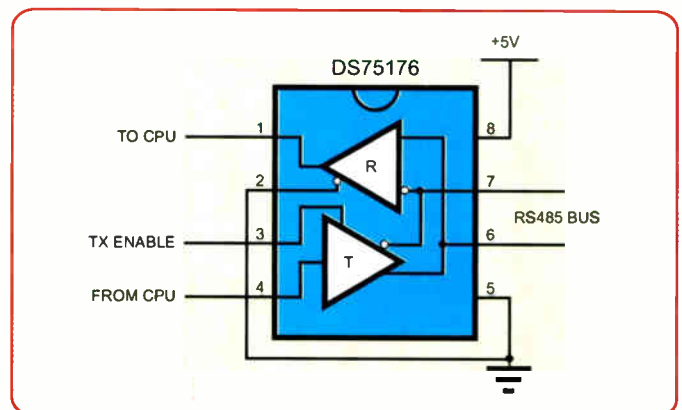 +5V
DS75176
TO CPU
1
8
R
2
7
RS485 BUS
TX ENABLE
3
6
T
FROM CPU
4
5